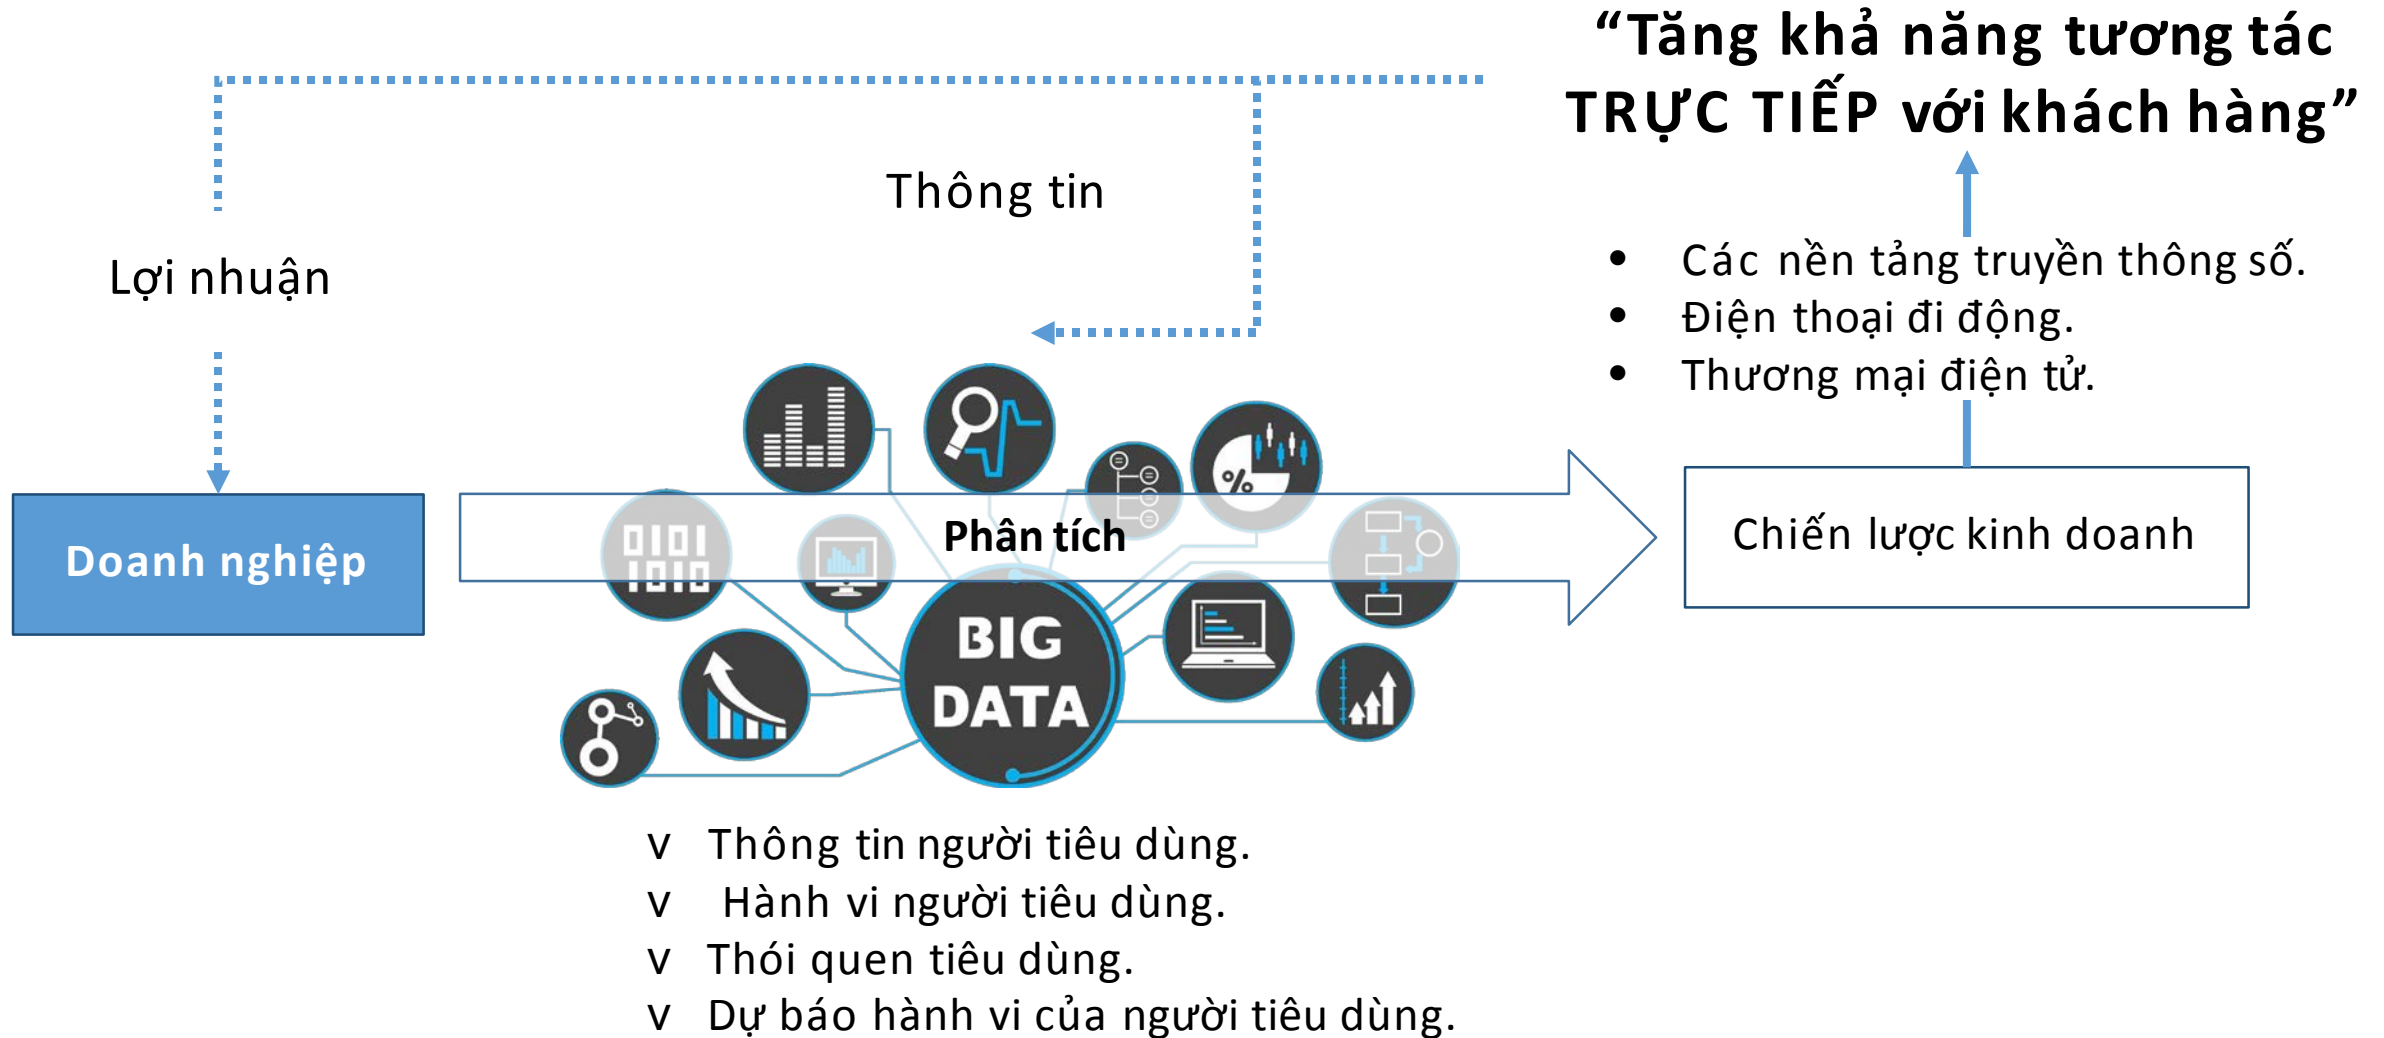 “Tăng khả năng tương tác
TRỰC TIẾP với khách hàng”
Thông tin
Lợi nhuận
• Các nền tảng truyền thông số.
• Điện thoại đi động.
• Thương mại điện tử.
Doanh nghiệp
Phân tích
Chiến lược kinh doanh
0101
1010
%
BIG
DATA
v Thông tin người tiêu dùng.
v Hành vi người tiêu dùng.
v Thói quen tiêu dùng.
v Dự báo hành vi của người tiêu dùng.